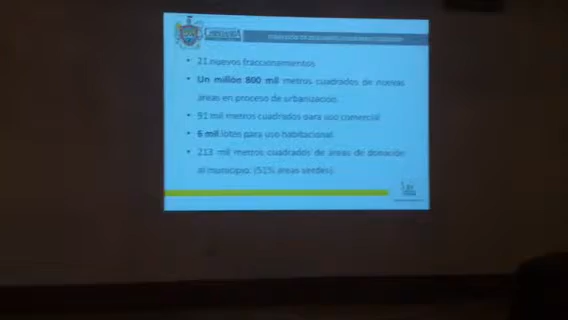 21 nuevos fraccionamientos
Un millón 800 mil metros cuadrados de nuevas
áreas en proceso de urbanización.
91 mil metros cuadrados para uso comercial
6 mil lotes para uso habitacional
213 mil metros cuadrados de áreas de donación
al municipio. (51% áreas verdes)